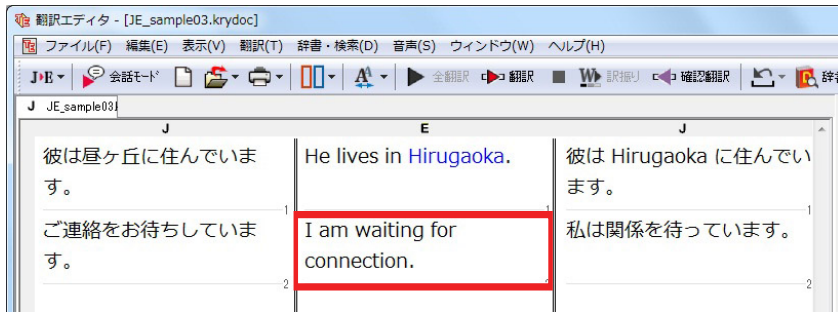 翻訳エディタ - [JE_sample03.krydoc]
ファイル(F) 編集(E) 表示(V) 翻訳(T) 辞書・検索(D) 音声(S) ウィンドウ(W) ヘルプ(H)
J▸E 会話モード 全翻訳 翻訳 訳振り 確認翻訳 辞書
J JE_sample03.k
J E J
彼は昼ヶ丘に住んでいま
す。
1
He lives in Hirugaoka.
1
彼は Hirugaoka に住んでい
ます。
1
ご連絡をお待ちしていま
す。
2
I am waiting for
connection.
2
私は関係を待っています。
2